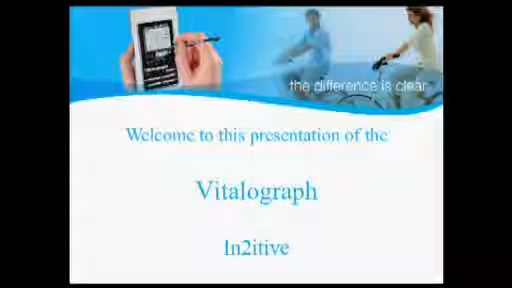 the difference is clear
Welcome to this presentation of the
Vitalograph
In2itive